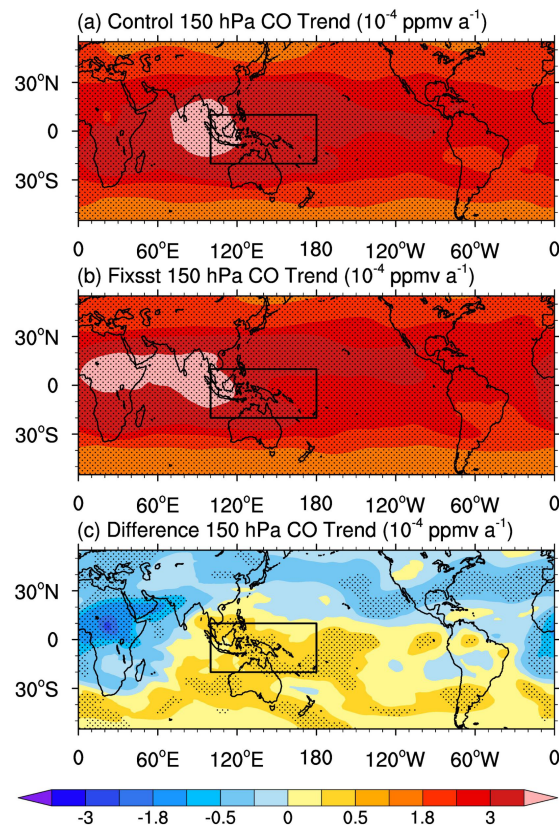 (a) Control 150 hPa CO Trend (10⁻⁴ ppmv a⁻¹)
30°N
0
30°S
0 60°E 120°E 180 120°W 60°W 0
(b) Fixsst 150 hPa CO Trend (10⁻⁴ ppmv a⁻¹)
30°N
0
30°S
0 60°E 120°E 180 120°W 60°W 0
(c) Difference 150 hPa CO Trend (10⁻⁴ ppmv a⁻¹)
30°N
0
30°S
0 60°E 120°E 180 120°W 60°W 0
-3 -1.8 -0.5 0 0.5 1.8 3